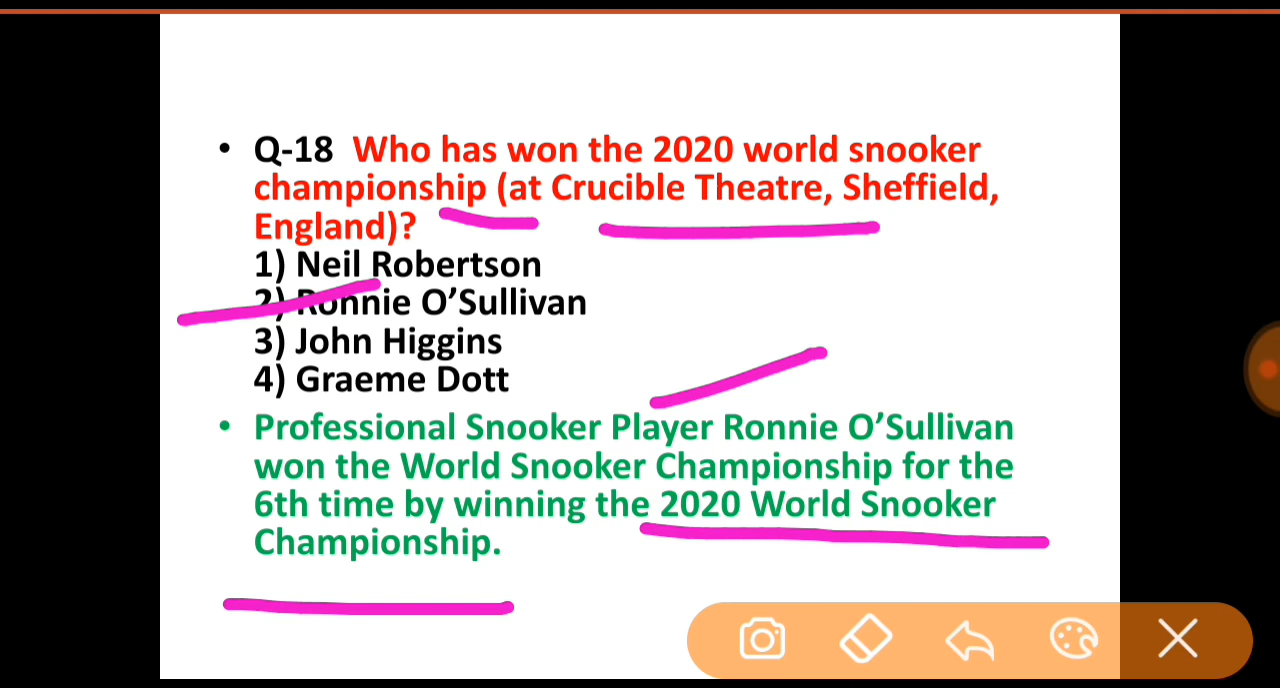 • Q-18 Who has won the 2020 world snooker
championship (at Crucible Theatre, Sheffield,
England)?
1) Neil Robertson
2) Ronnie O’Sullivan
3) John Higgins
4) Graeme Dott
• Professional Snooker Player Ronnie O’Sullivan
won the World Snooker Championship for the
6th time by winning the 2020 World Snooker
Championship.